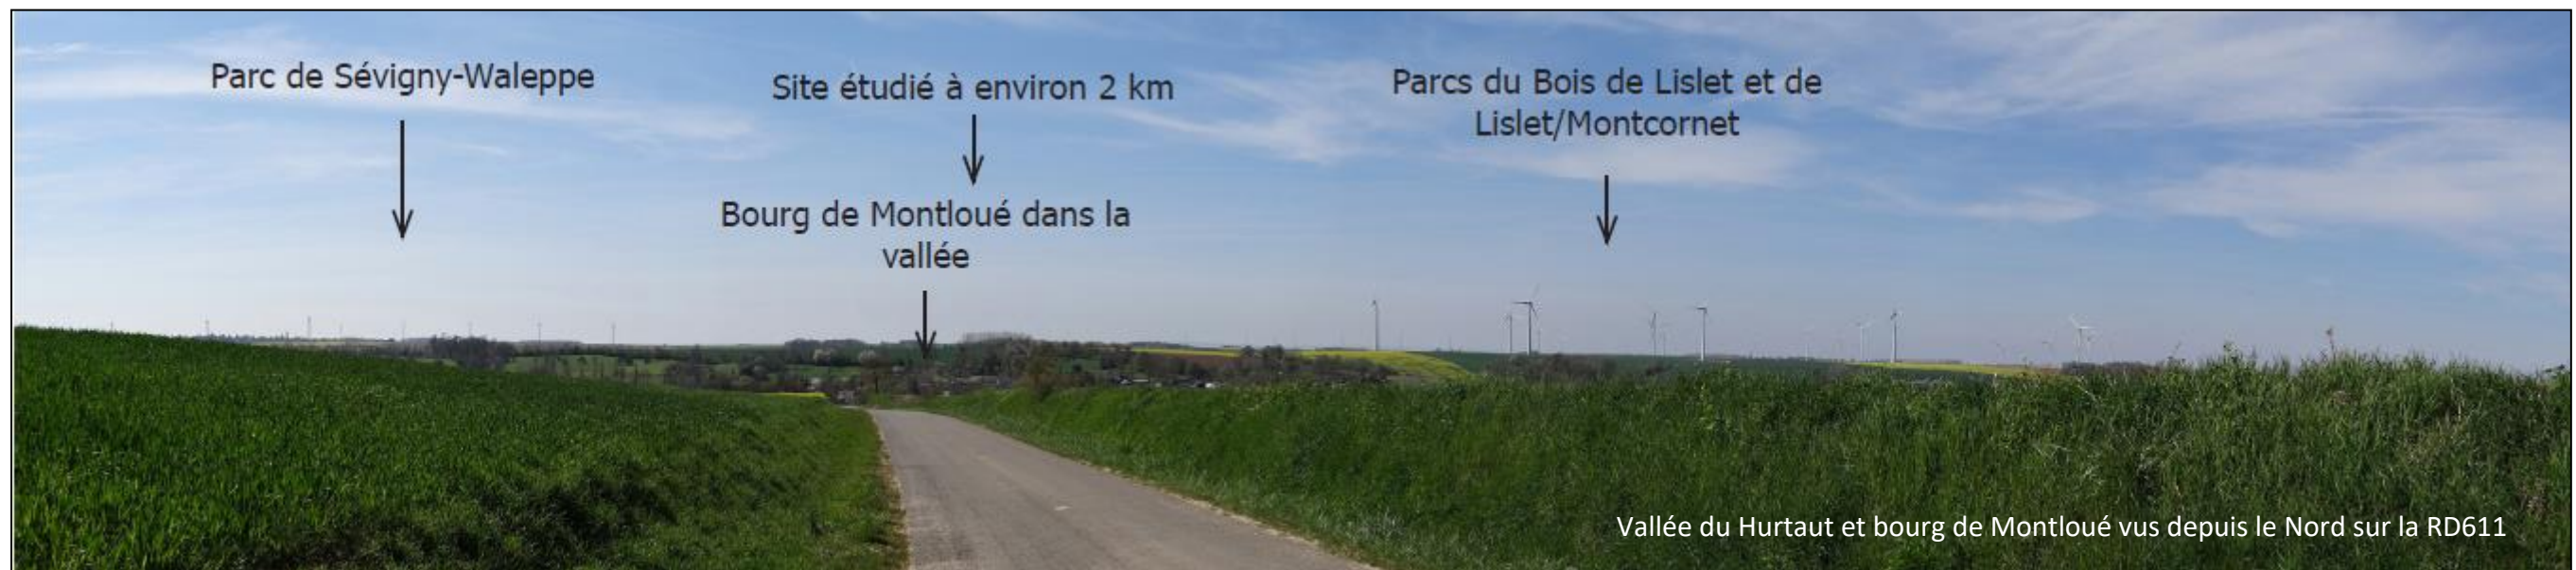 Parc de Sévigny-Waleppe
Site étudié à environ 2 km
Parcs du Bois de Lislet et de
Lislet/Montcornet
Bourg de Montloué dans la
vallée
Vallée du Hurtaut et bourg de Montloué vus depuis le Nord sur la RD611